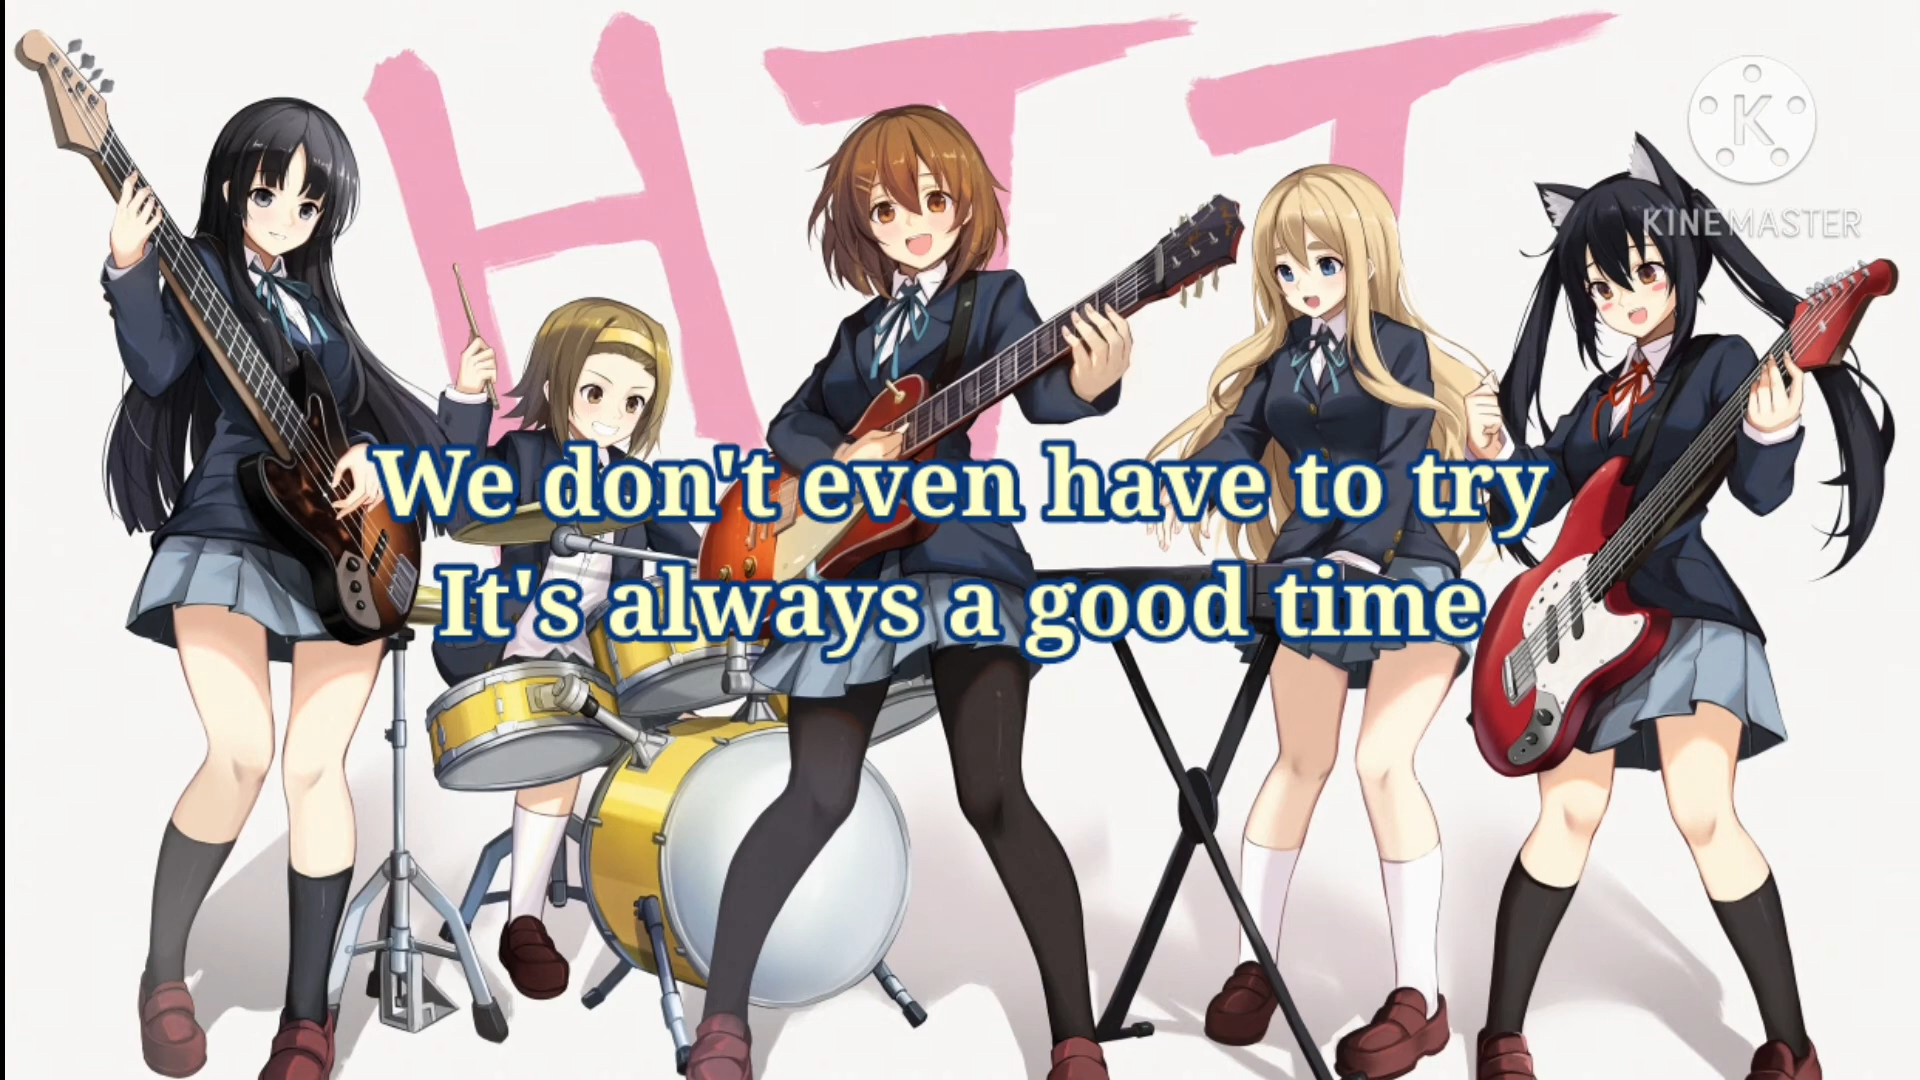 HTT
K
KINEMASTER
We don't even have to try
It's always a good time